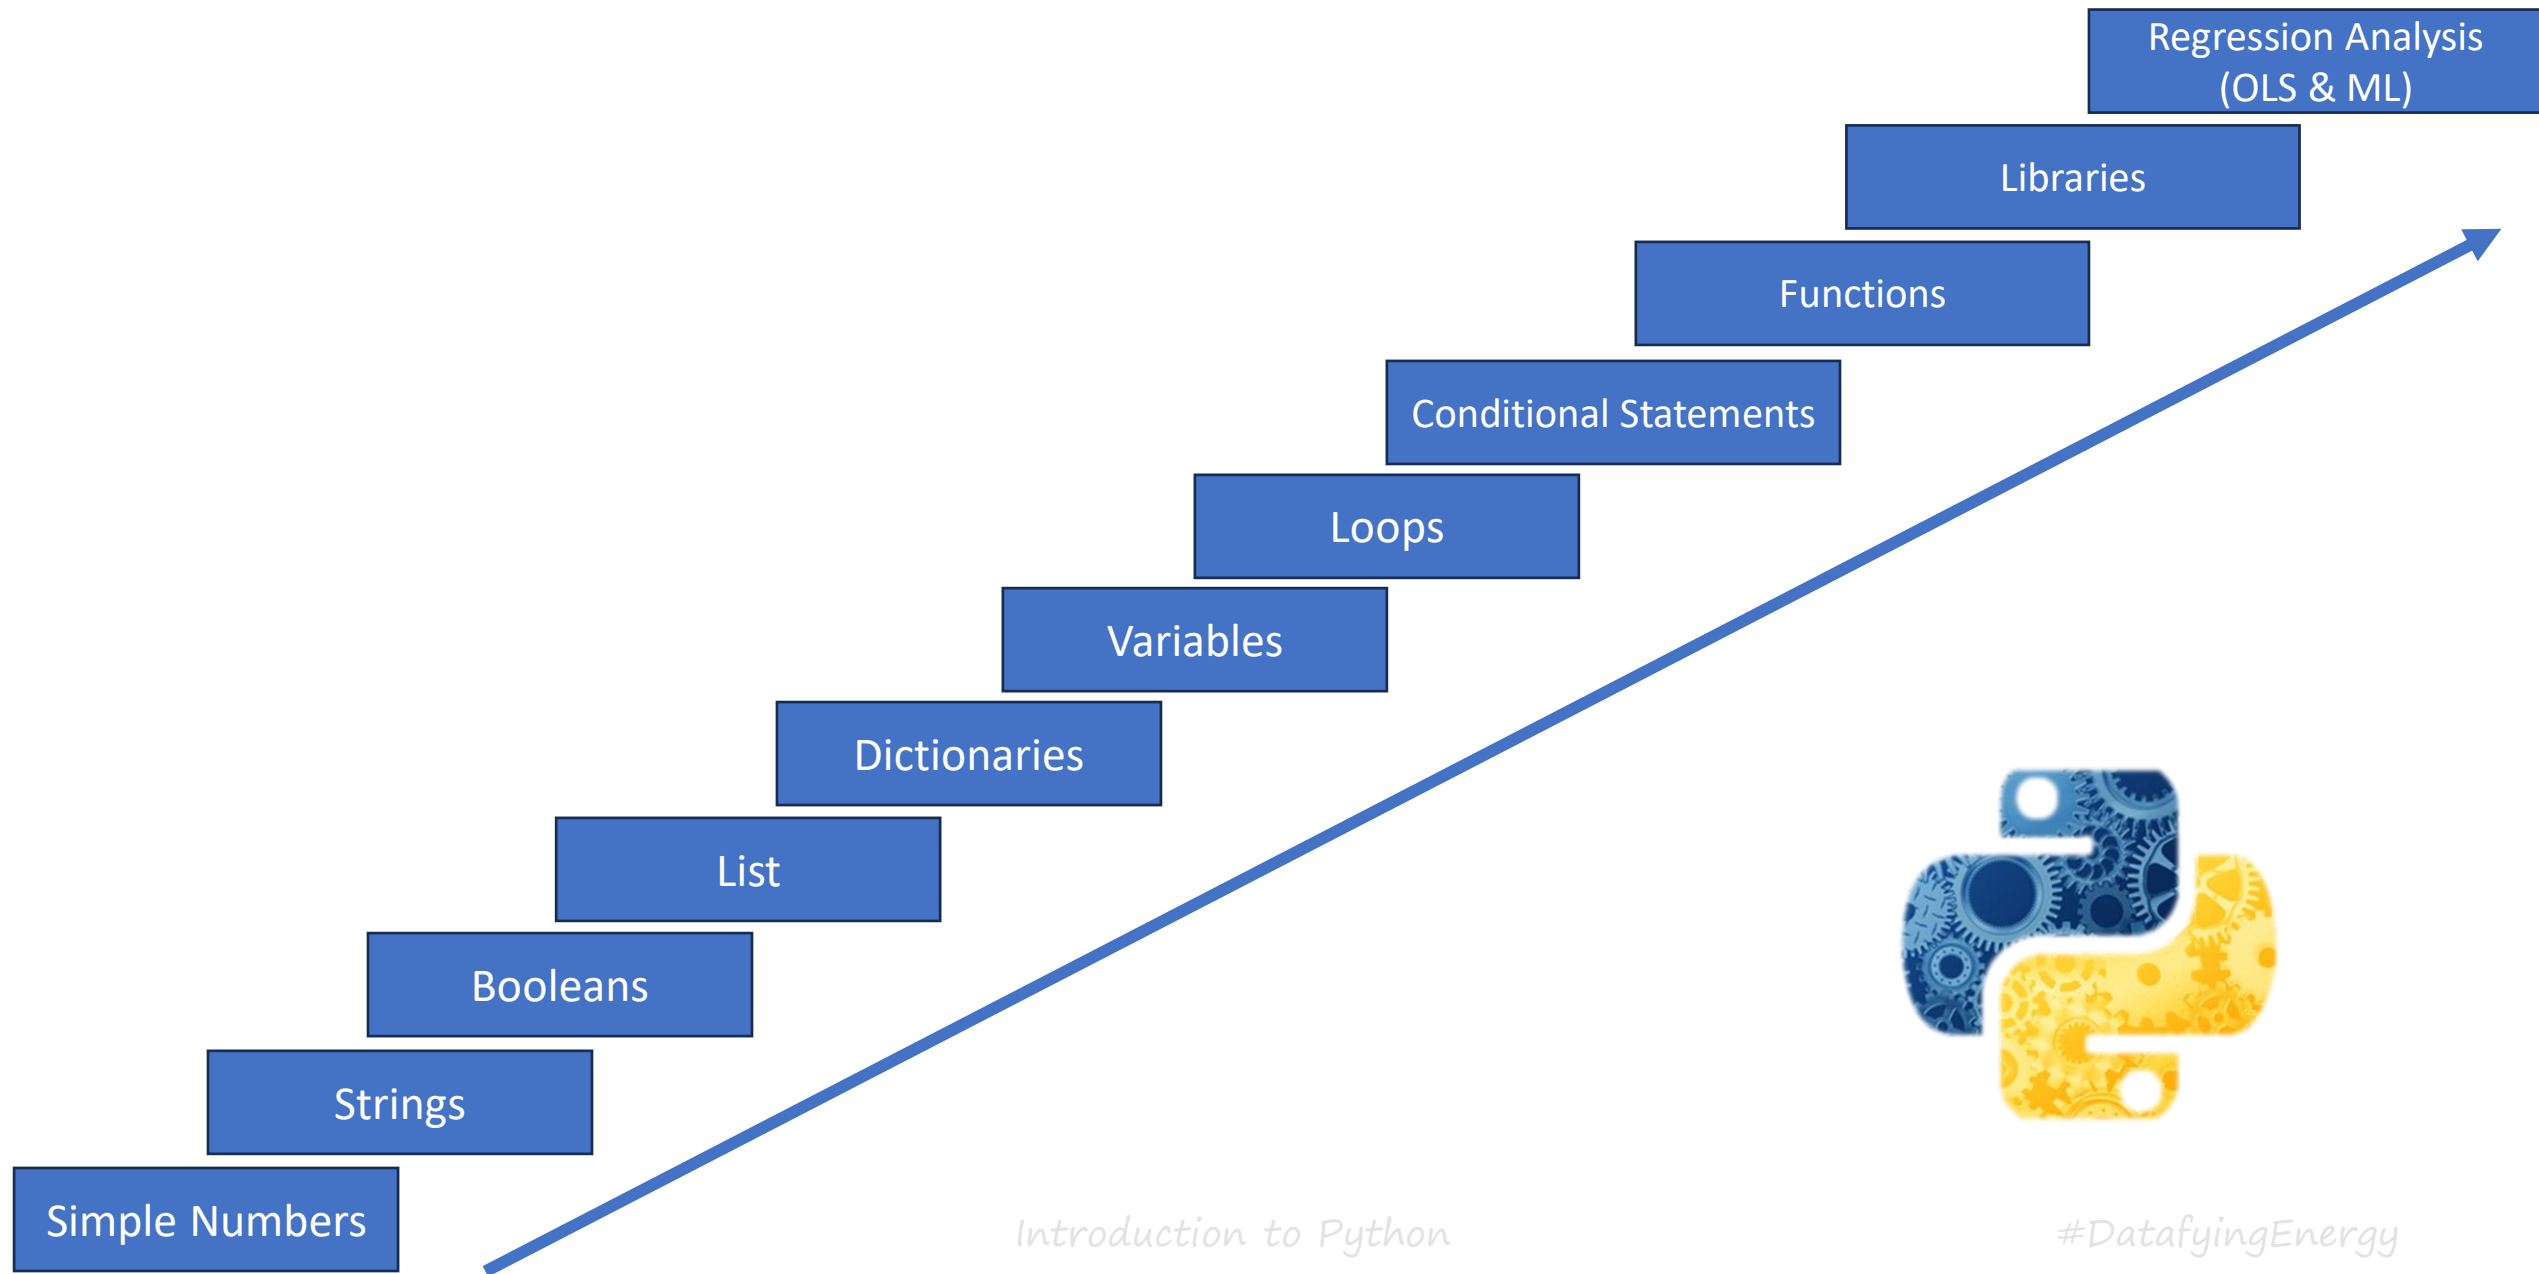 Regression Analysis
(OLS & ML)
Libraries
Functions
Conditional Statements
Loops
Variables
Dictionaries
List
Booleans
Strings
Simple Numbers
Introduction to Python
#DatafyingEnergy